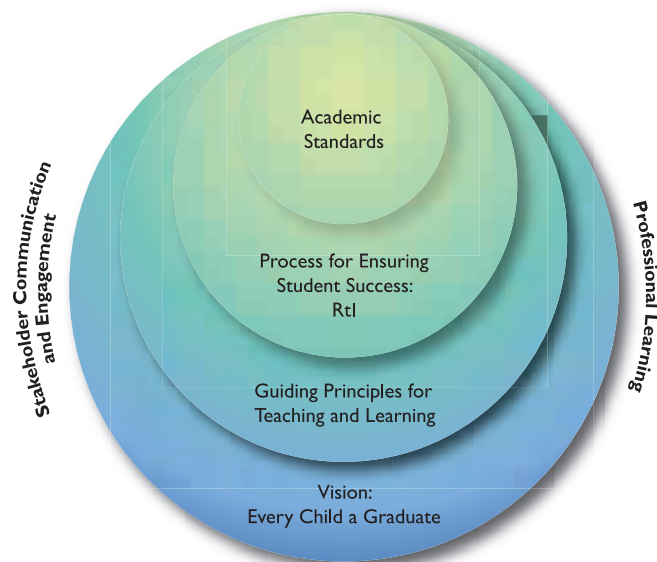 Academic
Standards
Process for Ensuring
Student Success:
RtI
Guiding Principles for
Teaching and Learning
Vision:
Every Child a Graduate
Stakeholder Communication
and Engagement
Professional Learning